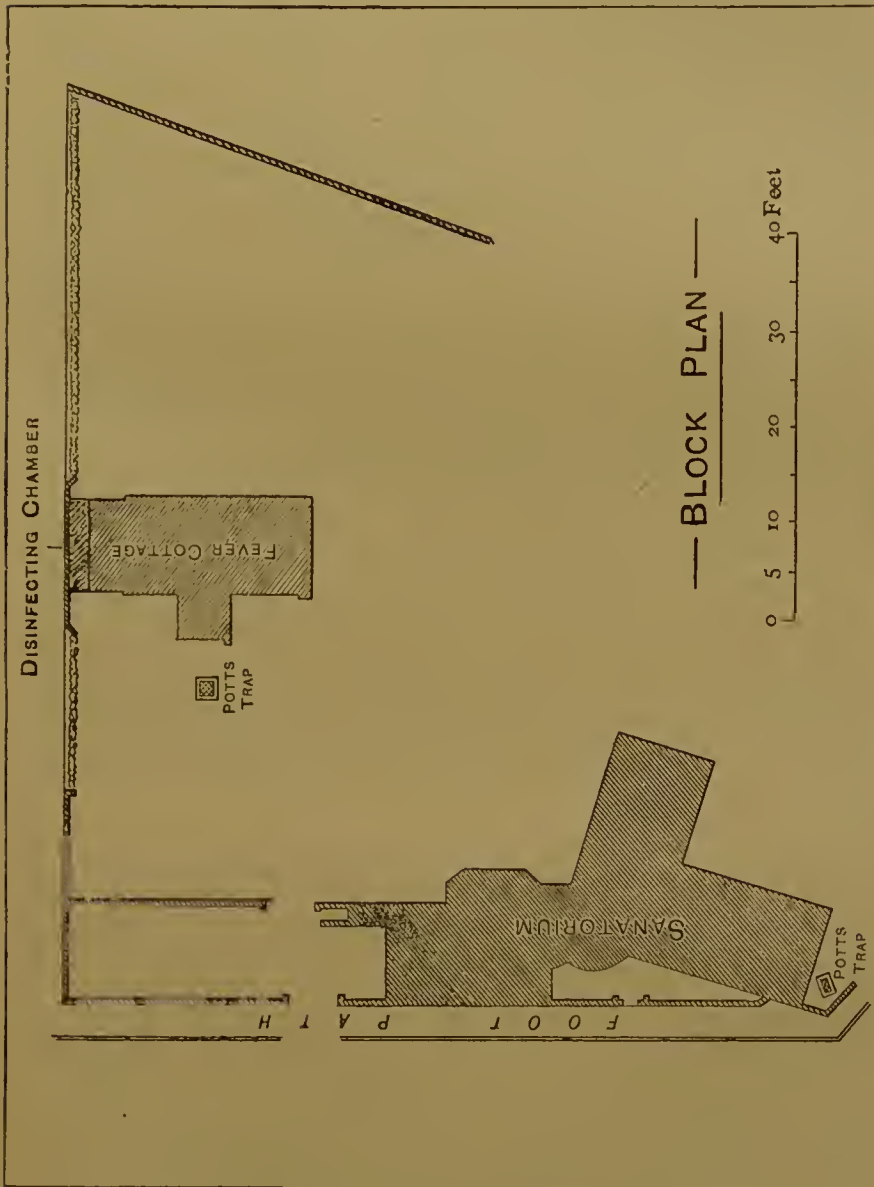 DISINFECTING CHAMBER
FEVER COTTAGE
POTTS
TRAP
SANATORIUM
FOOT PATH
POTTS
TRAP
— BLOCK PLAN —
0 5 10 20 30 40 Feet